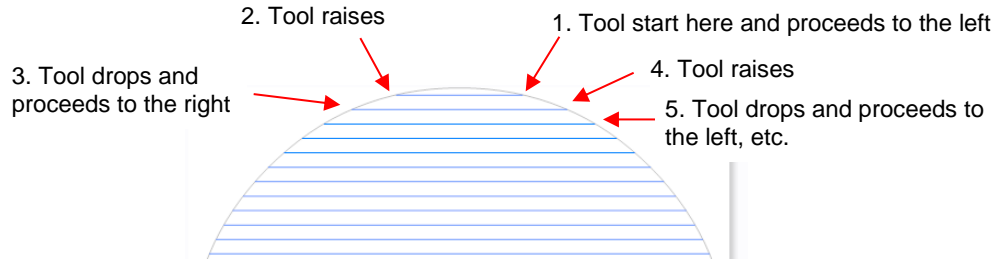 2. Tool raises
1. Tool start here and proceeds to the left
3. Tool drops and
proceeds to the right
4. Tool raises
5. Tool drops and proceeds to
the left, etc.